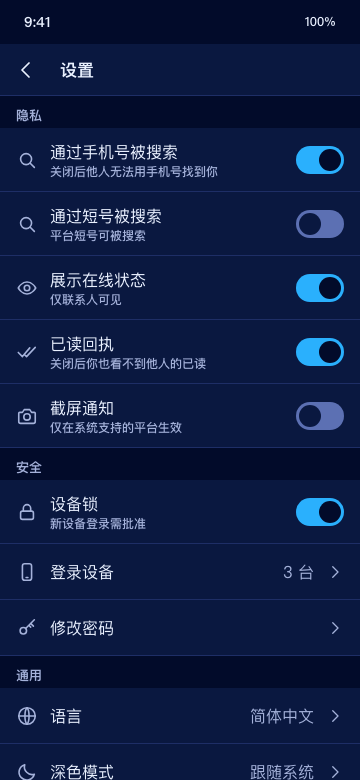 9:41
100%
设置
隐私
通过手机号被搜索
关闭后他人无法用手机号找到你
通过短号被搜索
平台短号可被搜索
展示在线状态
仅联系人可见
已读回执
关闭后你也看不到他人的已读
截屏通知
仅在系统支持的平台生效
安全
设备锁
新设备登录需批准
登录设备
3 台
修改密码
通用
语言
简体中文
深色模式
跟随系统